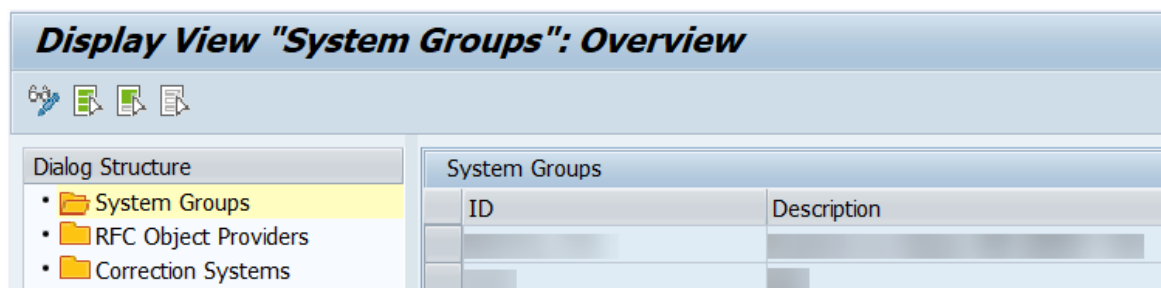 Display View "System Groups": Overview
Dialog Structure
System Groups
RFC Object Providers
Correction Systems
System Groups
ID Description